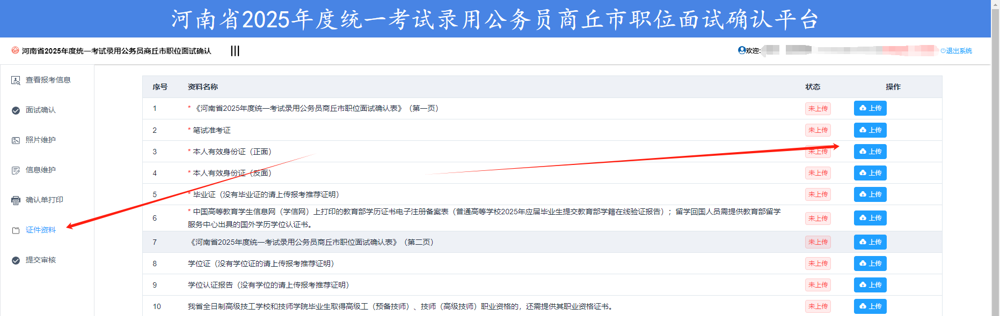 河南省2025年度统一考试录用公务员商丘市职位面试确认平台
河南省2025年度统一考试录用公务员商丘市职位面试确认
欢迎:
退出系统
查看报考信息
面试确认
照片维护
信息维护
确认单打印
证件资料
提交审核
序号 资料名称 状态 操作
1 * 《河南省2025年度统一考试录用公务员商丘市职位面试确认表》（第一页） 未上传 上传
2 * 笔试准考证 未上传 上传
3 * 本人有效身份证（正面） 未上传 上传
4 * 本人有效身份证（反面） 未上传 上传
5 * 毕业证（没有毕业证的请上传报考推荐证明） 未上传 上传
6 * 中国高等教育学生信息网（学信网）上打印的教育部学历证书电子注册备案表（普通高等学校2025年应届毕业生提交教育部学籍在线验证报告）；留学回国人员需提供教育部留学
服务中心出具的国外学历学位认证书。 未上传 上传
7 《河南省2025年度统一考试录用公务员商丘市职位面试确认表》（第二页） 未上传 上传
8 学位证（没有学位证的请上传报考推荐证明） 未上传 上传
9 学位认证报告（没有学位的请上传报考推荐证明） 未上传 上传
10 我省全日制高级技工学校和技师学院毕业生取得高级工（预备技师）、技师（高级技师）职业资格的，还需提供其职业资格证书。 未上传 上传